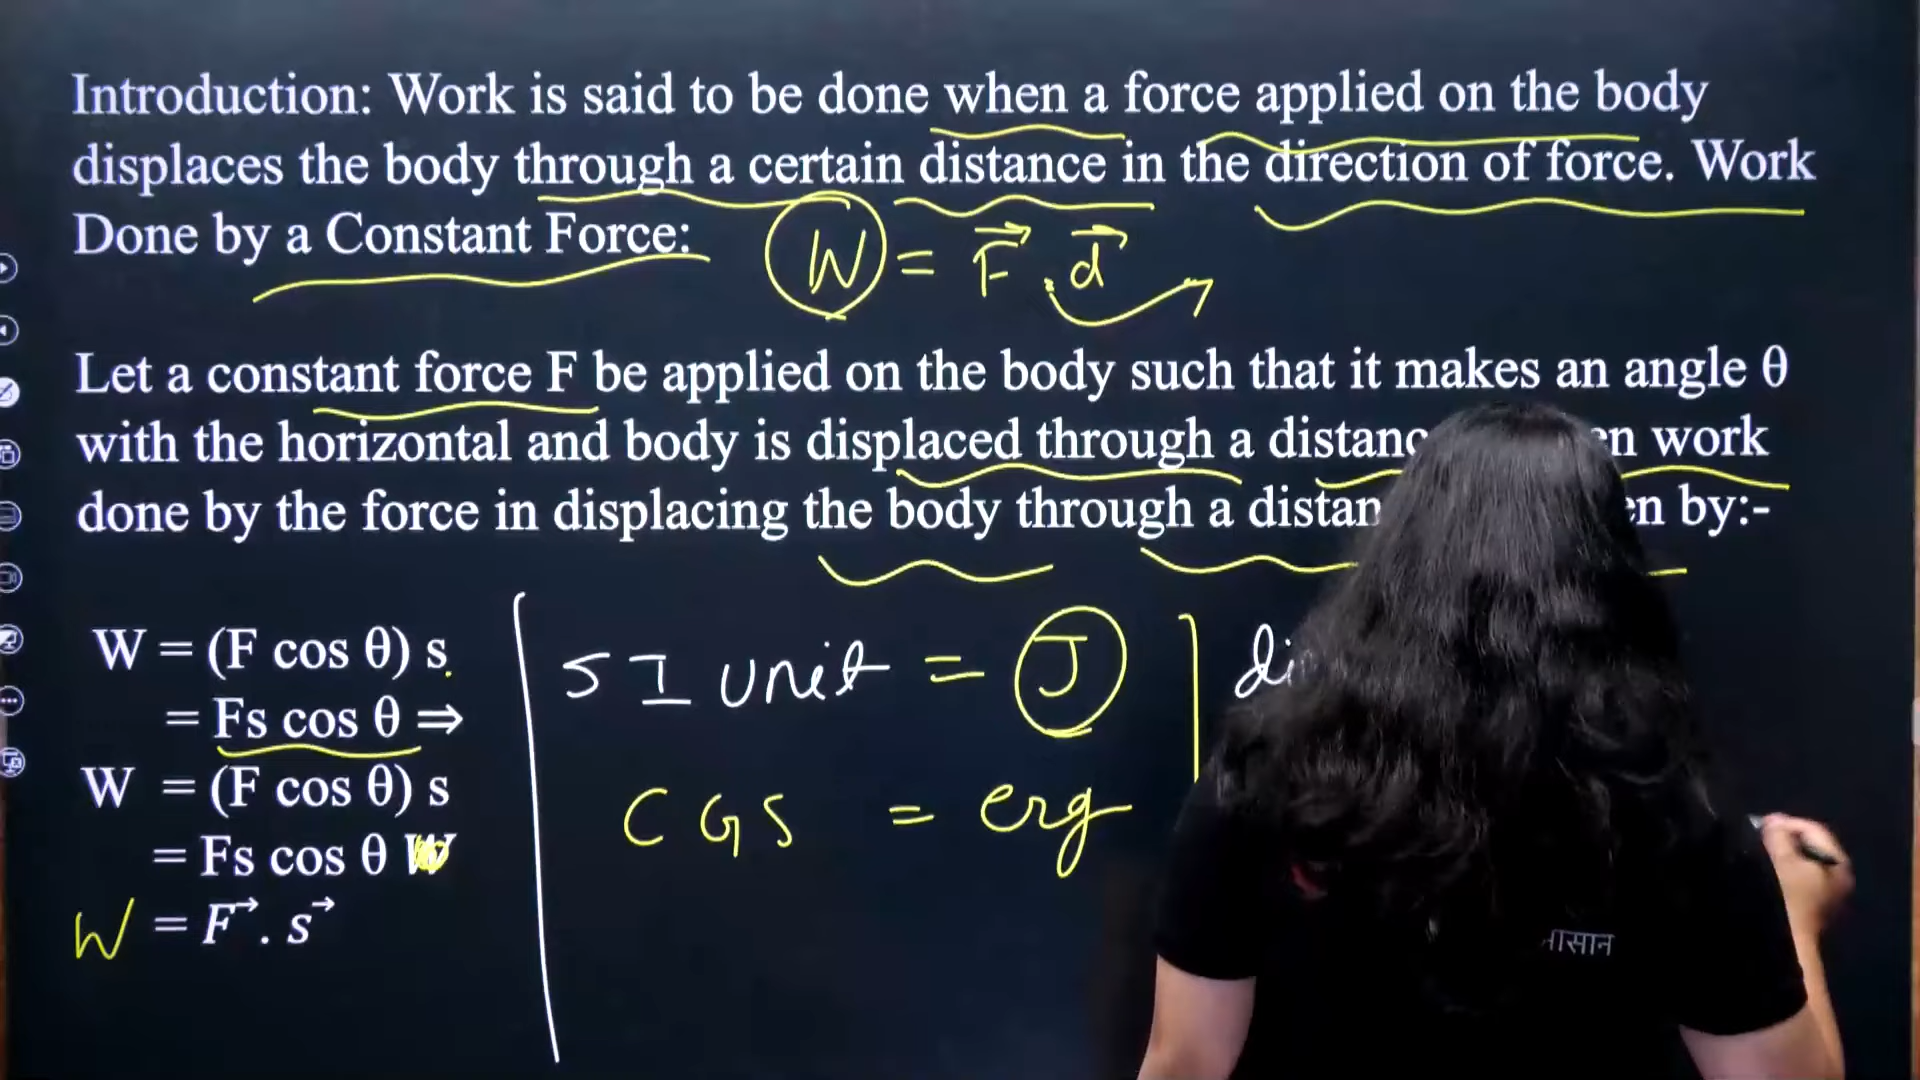 Introduction: Work is said to be done when a force applied on the body
displaces the body through a certain distance in the direction of force. Work
Done by a Constant Force:
W = F⃗ . d⃗
Let a constant force F be applied on the body such that it makes an angle θ
with the horizontal and body is displaced through a work
done by the force in displacing the body through a by:-
W = (F cos θ) s
= Fs cos θ ⇒
W = (F cos θ) s
= Fs cos θ W
W = F⃗ . s⃗
SI unit = J
CGS = erg